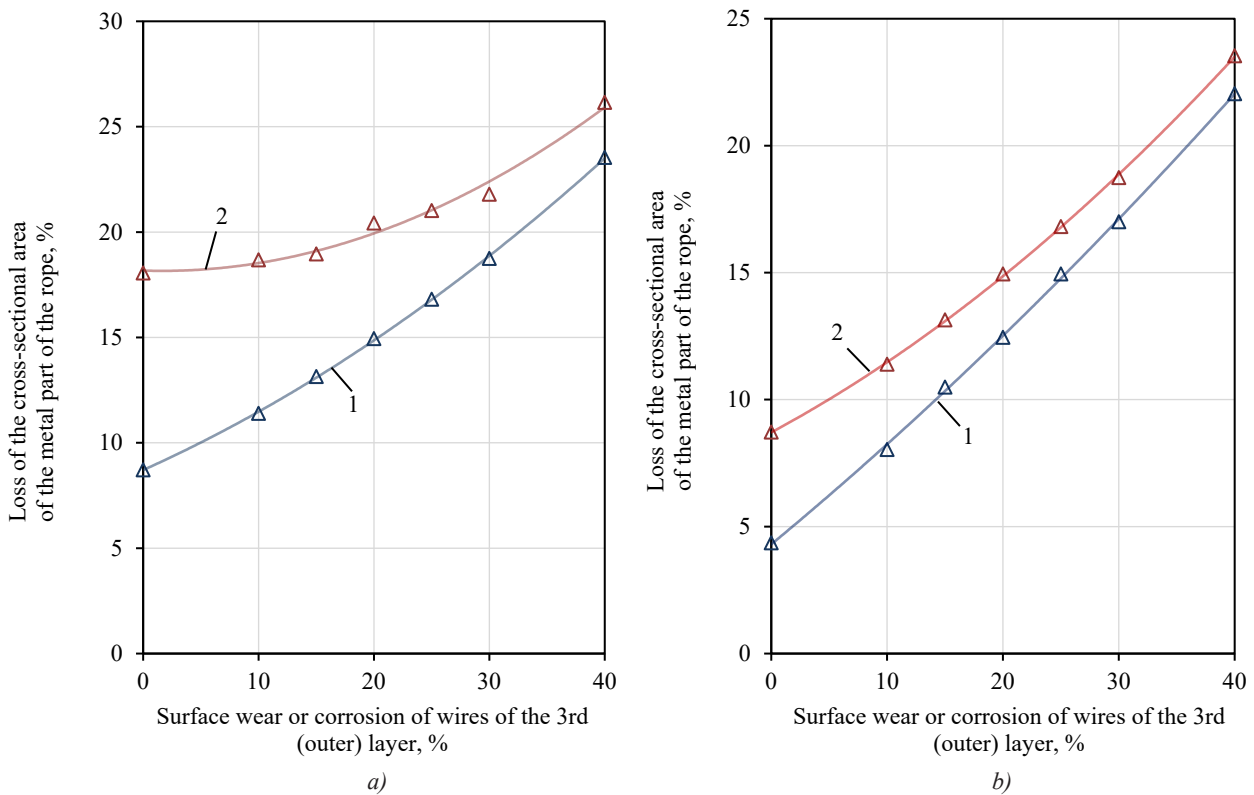 30
25
20
15
10
5
0
0 10 20 30 40
2
1
Loss of the cross-sectional area
of the metal part of the rope, %
Surface wear or corrosion of wires of the 3rd
(outer) layer, %
a)
25
20
15
10
5
0
0 10 20 30 40
2
1
Loss of the cross-sectional area
of the metal part of the rope, %
Surface wear or corrosion of wires of the 3rd
(outer) layer, %
b)